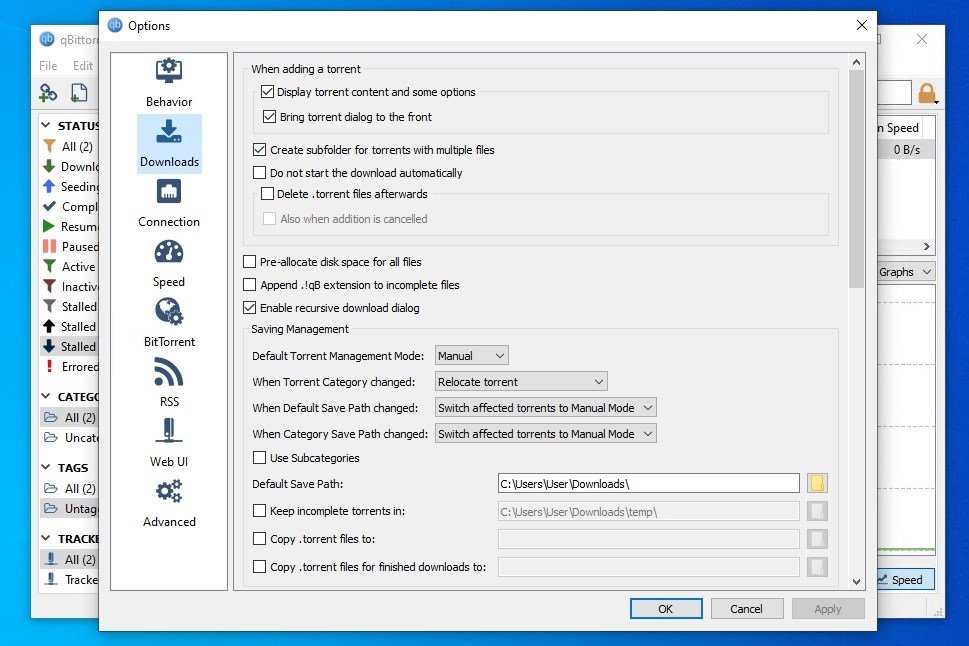 Options
qBittorr
File Edit
STATUS
All (2)
Downlo
Seeding
Compl
Resum
Paused
Active
Inactiv
Stalled
Stalled
Stalled
Errored
CATEGO
All (2)
Uncate
TAGS
All (2)
Untag
TRACKE
All (2)
Tracke
Behavior
Downloads
Connection
Speed
BitTorrent
RSS
Web UI
Advanced
When adding a torrent
Display torrent content and some options
Bring torrent dialog to the front
Create subfolder for torrents with multiple files
Do not start the download automatically
Delete .torrent files afterwards
Also when addition is cancelled
Pre-allocate disk space for all files
Append .!qB extension to incomplete files
Enable recursive download dialog
Saving Management
Default Torrent Management Mode: Manual
When Torrent Category changed: Relocate torrent
When Default Save Path changed: Switch affected torrents to Manual Mode
When Category Save Path changed: Switch affected torrents to Manual Mode
Use Subcategories
Default Save Path: C:\Users\User\Downloads\
Keep incomplete torrents in: C:\Users\User\Downloads\temp\
Copy .torrent files to:
Copy .torrent files for finished downloads to:
OK Cancel Apply
n Speed
0 B/s
Graphs
Speed